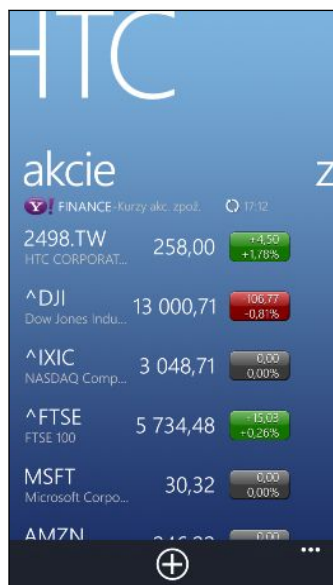 HTC
akcie
Y! FINANCE-Kurzy akc. zpož. 17:12
2498.TW 258,00 +4,50
HTC CORPORAT... +1,78%
^DJI 13 000,71 -106,77
Dow Jones Indu... -0,81%
^IXIC 3 048,71 0,00
NASDAQ Comp... 0,00%
^FTSE 5 734,48 +15,03
FTSE 100 +0,26%
MSFT 30,32 0,00
Microsoft Corpo... 0,00%
AMZN 0,00